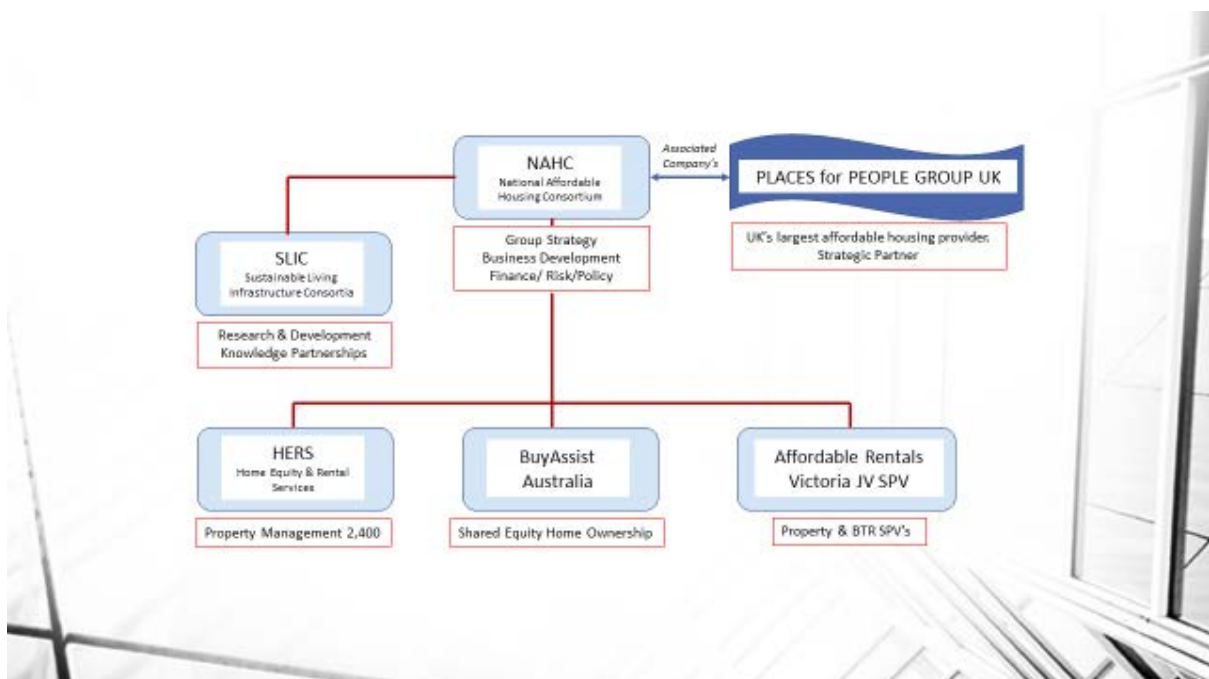 NAHC
National Affordable
Housing Consortium
Associated
Company's
PLACES for PEOPLE GROUP UK
Group Strategy
Business Development
Finance/ Risk/Policy
UK's largest affordable housing provider.
Strategic Partner
SLIC
Sustainable Living
Infrastructure Consortia
Research & Development
Knowledge Partnerships
HERS
Home Equity & Rental
Services
Property Management 2,400
BuyAssist
Australia
Shared Equity Home Ownership
Affordable Rentals
Victoria JV SPV
Property & BTR SPV's